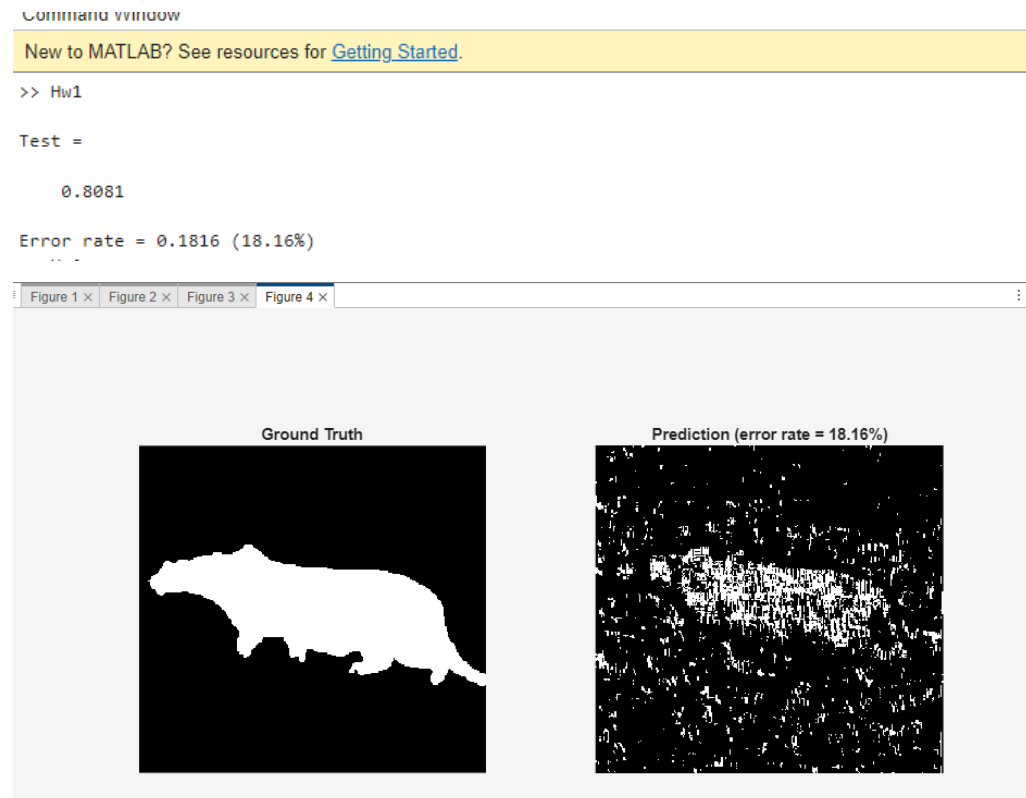 Command Window
New to MATLAB? See resources for Getting Started.
>> Hw1
Test =
0.8081
Error rate = 0.1816 (18.16%)
Figure 1 × Figure 2 × Figure 3 × Figure 4 ×
Ground Truth
Prediction (error rate = 18.16%)